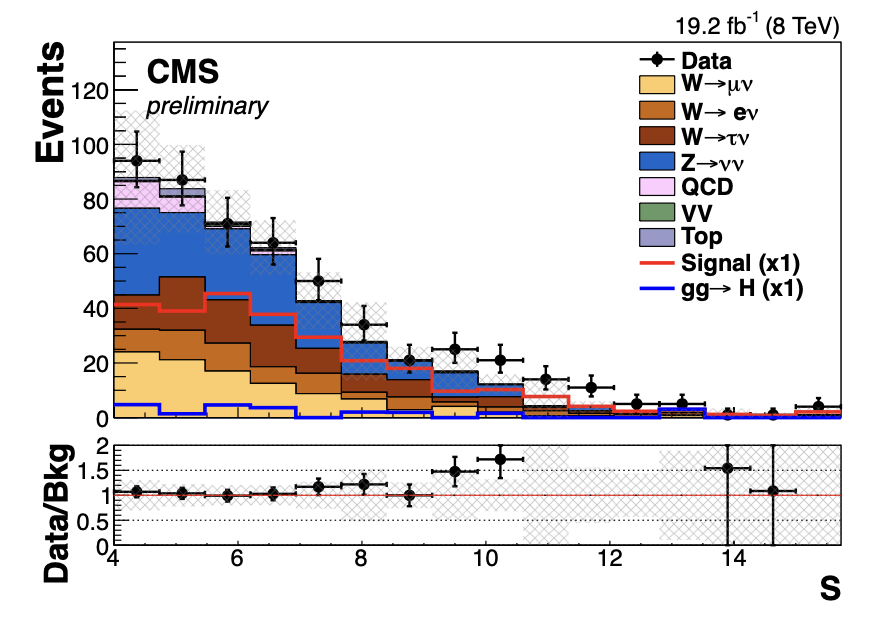 19.2 fb-1 (8 TeV)
CMS
preliminary
Events
120
100
80
60
40
20
0
Data
W→μν
W→ eν
W→τν
Z→νν
QCD
VV
Top
Signal (x1)
gg→ H (x1)
Data/Bkg
2
1.5
1
0.5
0
4
6
8
10
12
14
S